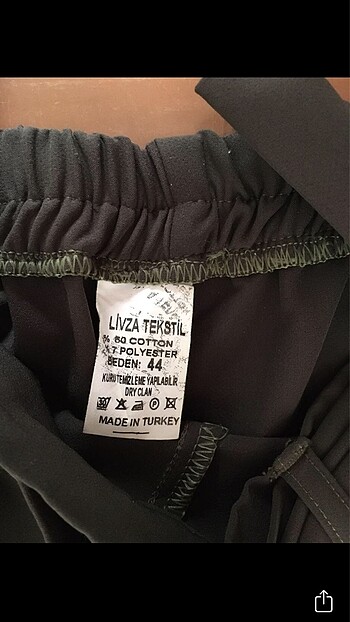 LİVZA TEKSTİL
% 60 COTTON
7 POLYESTER
BEDEN: 44
KURU TEMİZLEME YAPILABİLİR
DRY CLAN
MADE IN TURKEY